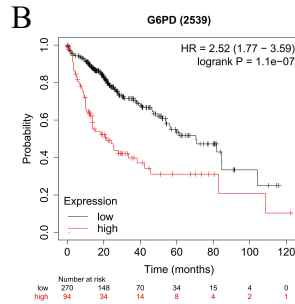 B
G6PD (2539)
HR = 2.52 (1.77 − 3.59)
logrank P = 1.1e−07
Probability
1.0
0.8
0.6
0.4
0.2
0.0
Expression
low
high
0 20 40 60 80 100 120
Time (months)
Number at risk
low 270 148 70 34 15 4 0
high 94 34 14 8 4 2 1